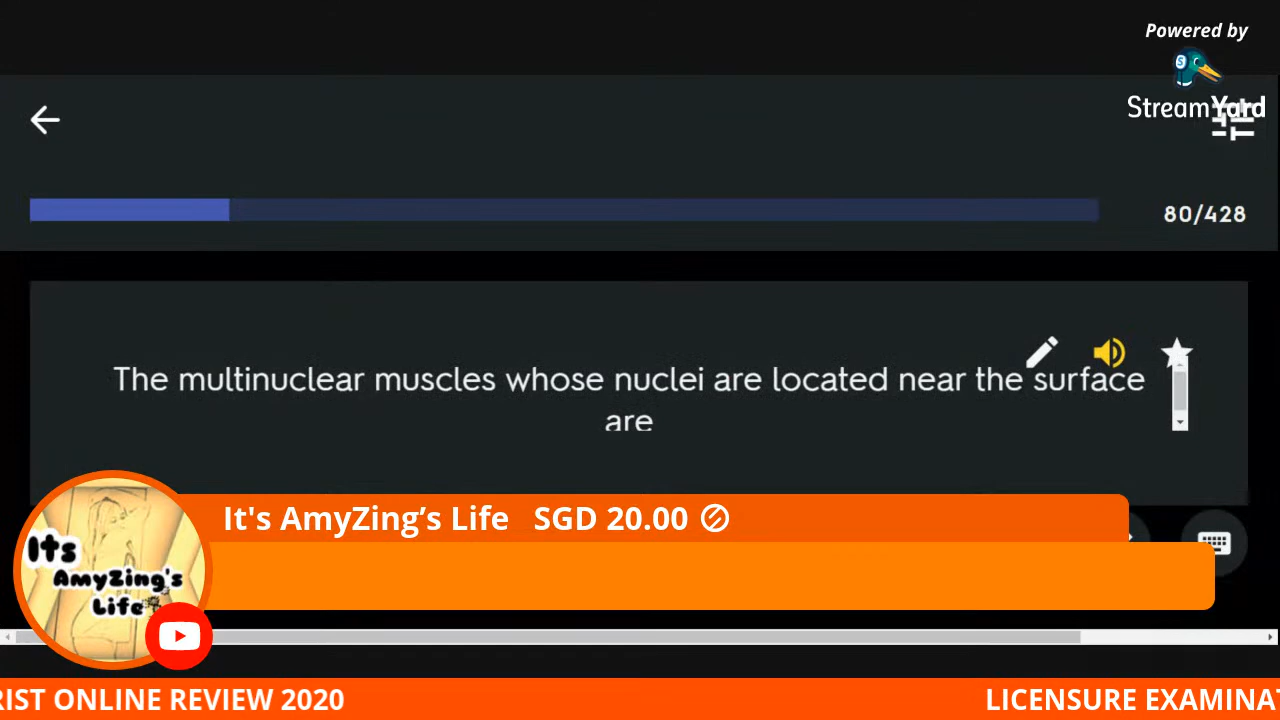 Powered by
StreamYard
80/428
The multinuclear muscles whose nuclei are located near the surface
are
It's AmyZing’s Life SGD 20.00
Its
AmyZing's
Life
RIST ONLINE REVIEW 2020 LICENSURE EXAMINAT